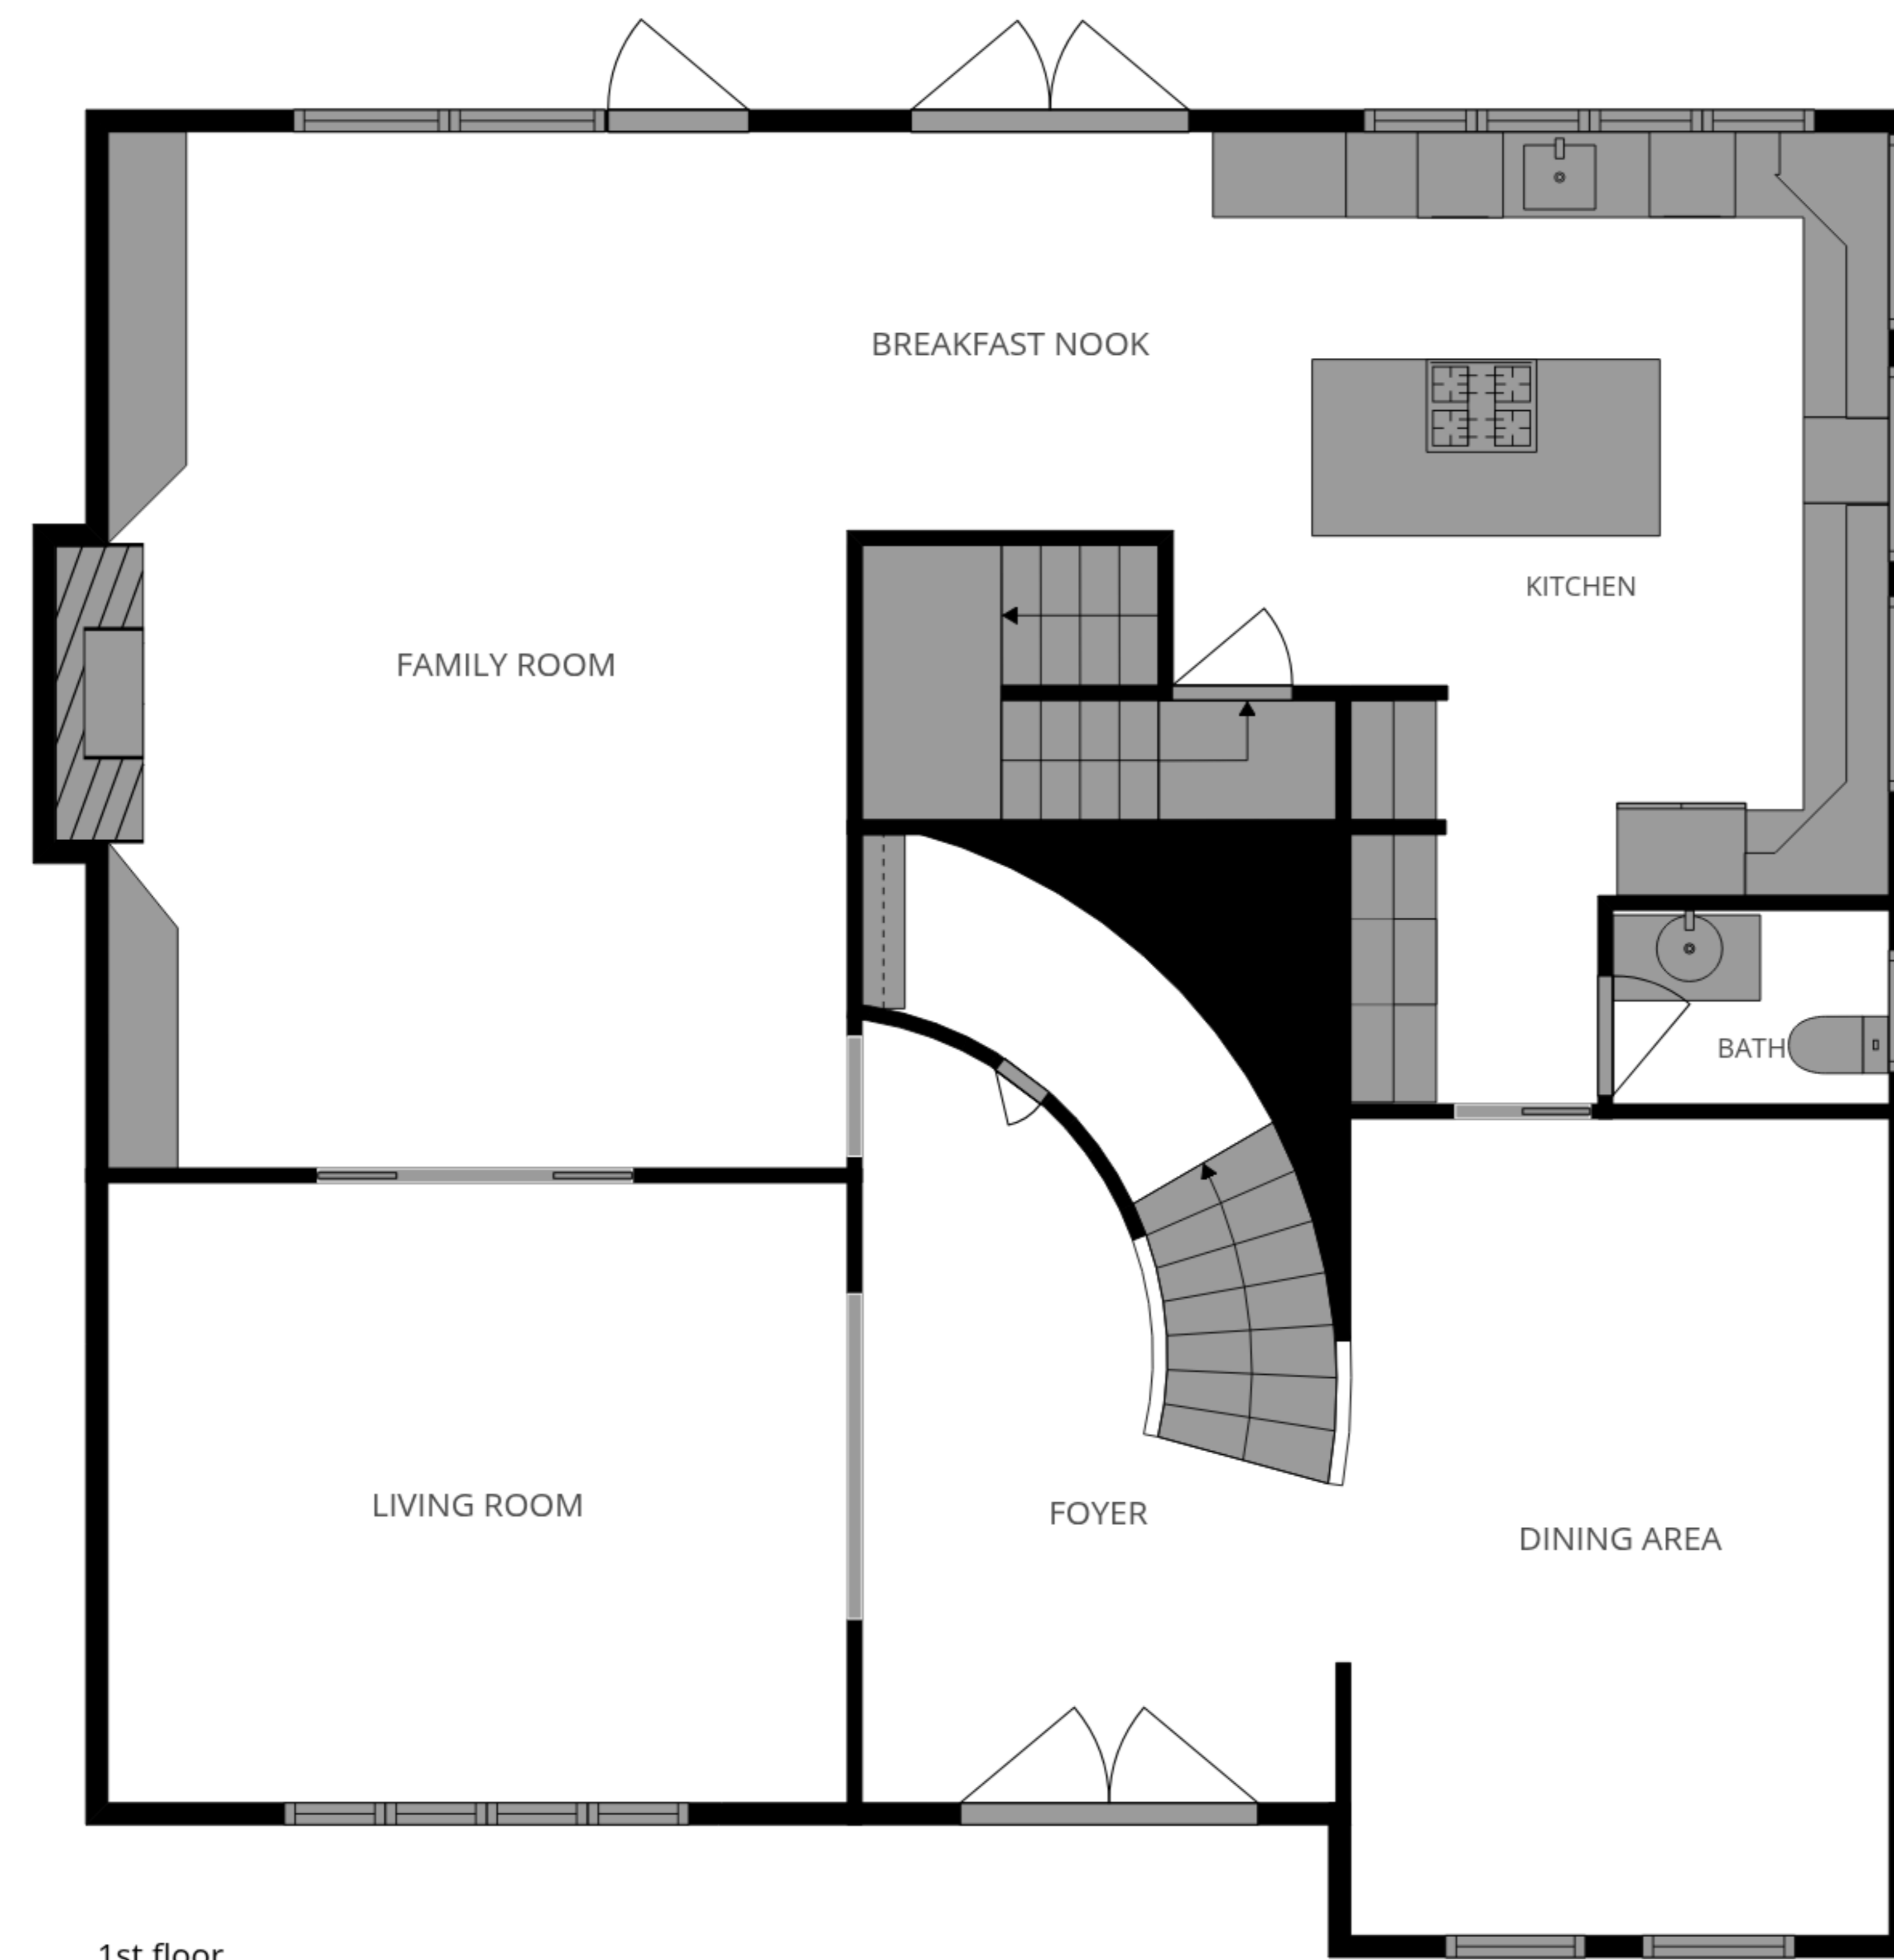 BREAKFAST NOOK
KITCHEN
FAMILY ROOM
BATH
LIVING ROOM
FOYER
DINING AREA
1st floor